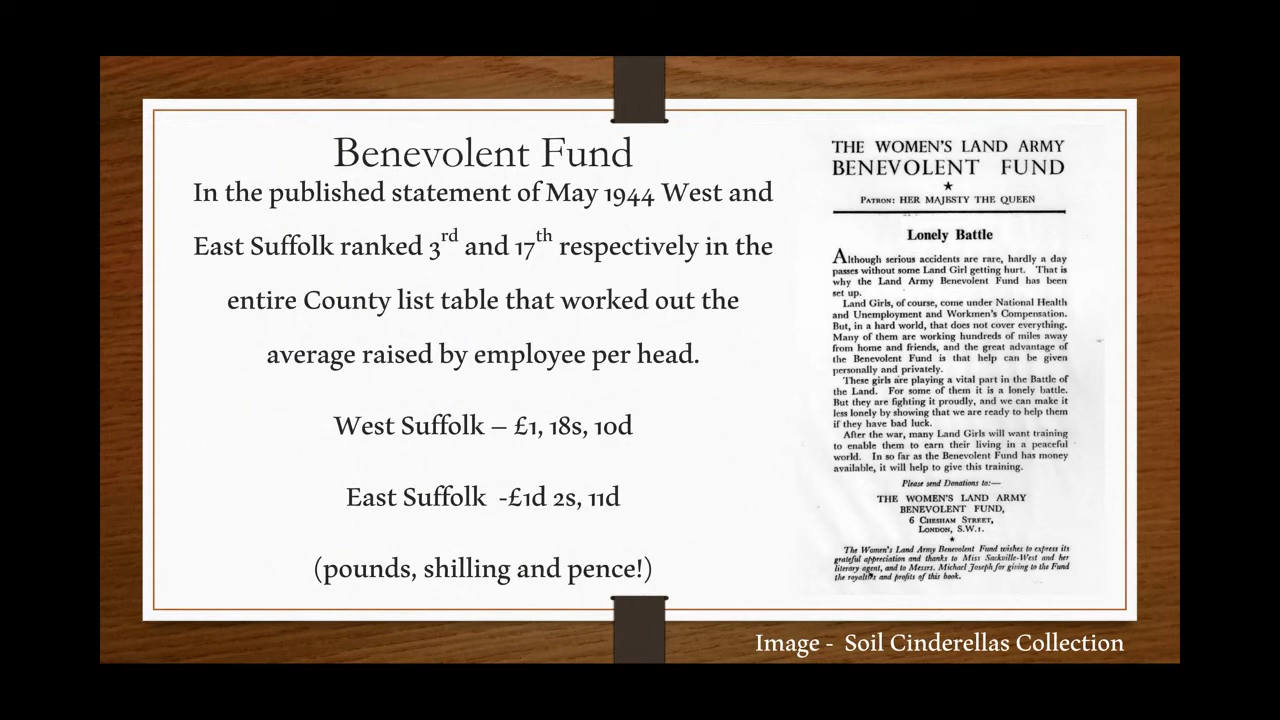 Benevolent Fund
In the published statement of May 1944 West and
East Suffolk ranked 3rd and 17th respectively in the
entire County list table that worked out the
average raised by employee per head.
West Suffolk – £1, 18s, 10d
East Suffolk -£1d 2s, 11d
(pounds, shilling and pence!)
THE WOMEN'S LAND ARMY
BENEVOLENT FUND
★
PATRON: HER MAJESTY THE QUEEN
Lonely Battle
Although serious accidents are rare, hardly a day
passes without some Land Girl getting hurt. That is
why the Land Army Benevolent Fund has been
set up.
Land Girls, of course, come under National Health
and Unemployment and Workmen's Compensation.
But, in a hard world, that does not cover everything.
Many of them are working hundreds of miles away
from home and friends, and the great advantage of
the Benevolent Fund is that help can be given
personally and privately.
These girls are playing a vital part in the Battle of
the Land. For some of them it is a lonely battle.
But they are fighting it proudly, and we can make it
less lonely by showing that we are ready to help them
if they have bad luck.
After the war, many Land Girls will want training
to enable them to earn their living in a peaceful
world. In so far as the Benevolent Fund has money
available, it will help to give this training.
Please send Donations to:—
THE WOMEN'S LAND ARMY
BENEVOLENT FUND,
6 CHESHAM STREET,
LONDON, S.W.1.
★
The Women's Land Army Benevolent Fund wishes to express its
grateful appreciation and thanks to Miss Sackville-West and her
literary agent, and to Messrs. Michael Joseph for giving to the Fund
the royalties and profits of this book.
Image - Soil Cinderellas Collection